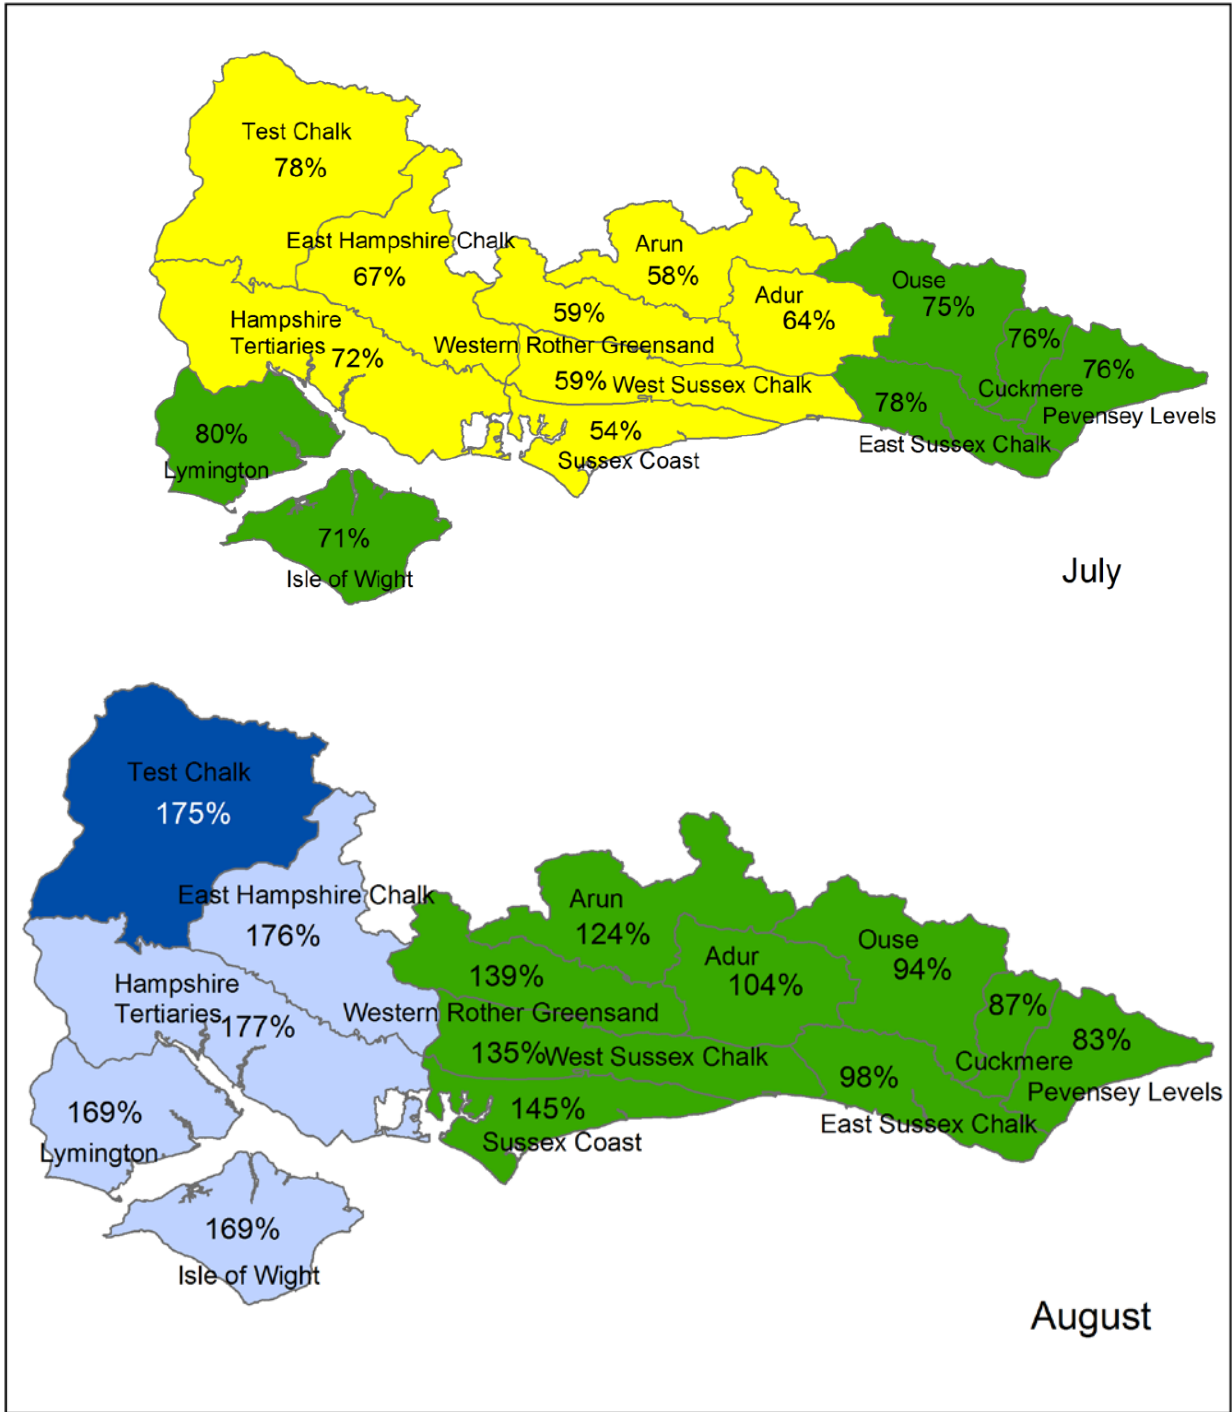 Test Chalk
78%
East Hampshire Chalk
67%
Arun
58%
Ouse
75%
Adur
64%
59%
Hampshire
Tertiaries
72%
Western Rother Greensand
76%
76%
59%
West Sussex Chalk
Cuckmere
78%
Pevensey Levels
80%
54%
East Sussex Chalk
Lymington
Sussex Coast
71%
Isle of Wight
July
Test Chalk
175%
East Hampshire Chalk
176%
Arun
124%
Ouse
94%
Adur
104%
139%
Hampshire
Tertiaries
177%
Western Rother Greensand
87%
83%
135%
West Sussex Chalk
Cuckmere
98%
Pevensey Levels
169%
145%
East Sussex Chalk
Lymington
Sussex Coast
169%
Isle of Wight
August